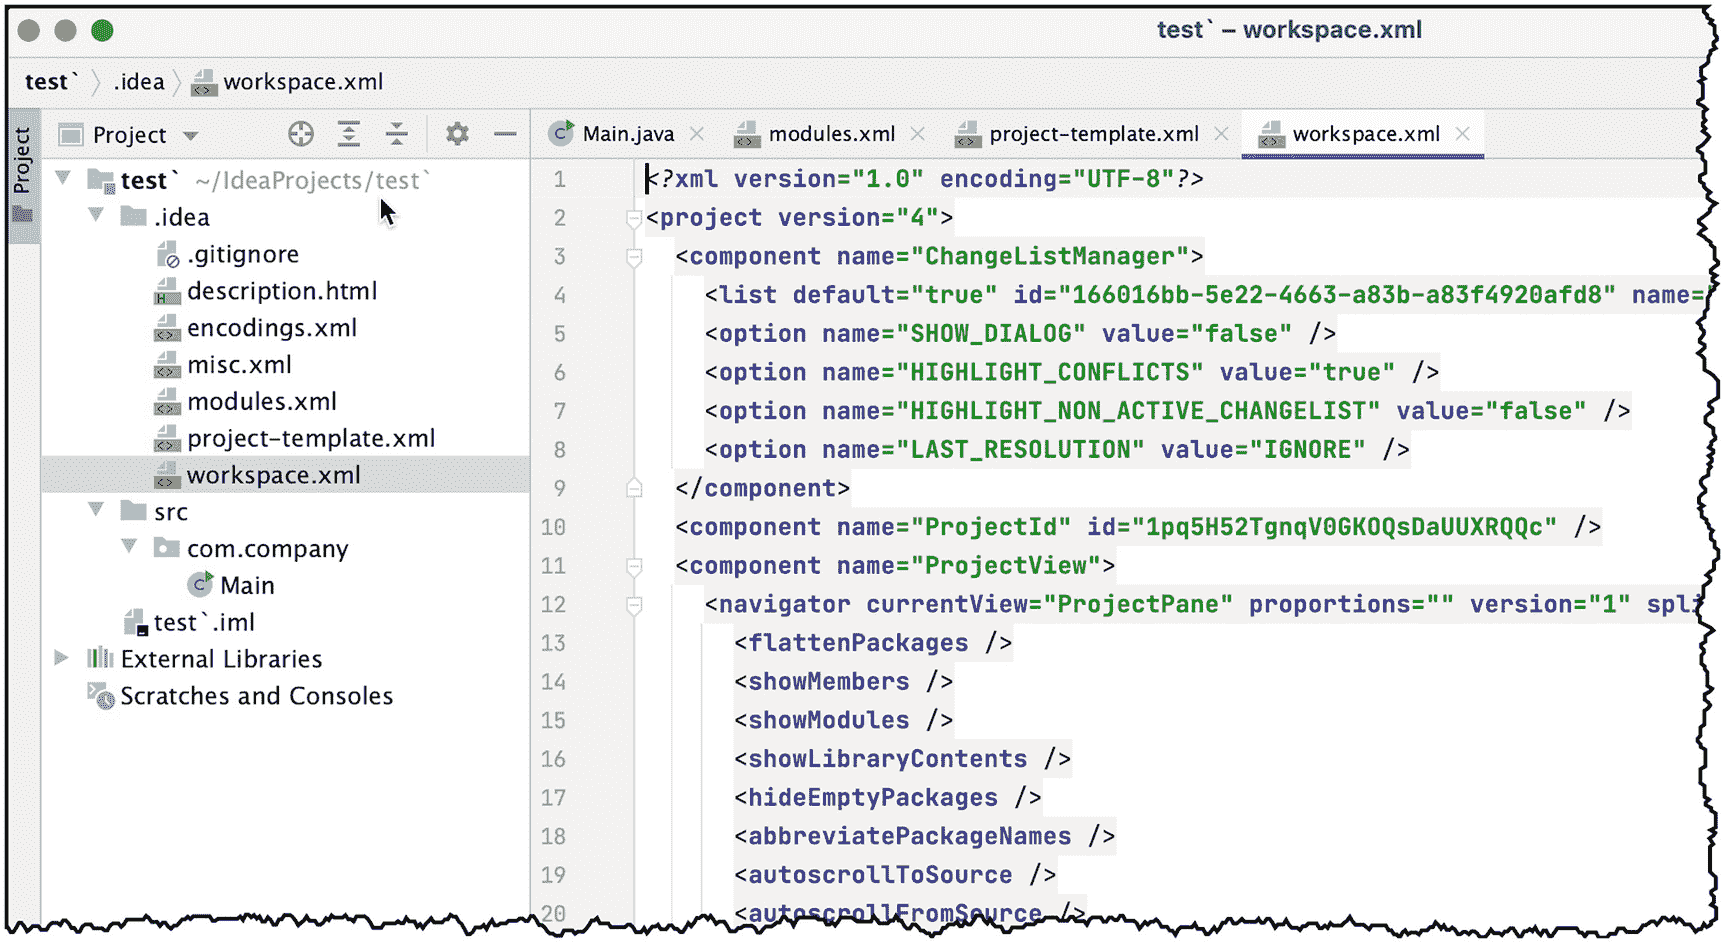 test` – workspace.xml
test` .idea workspace.xml
Project
Project
Main.java modules.xml project-template.xml workspace.xml
test` ~/IdeaProjects/test`
.idea
.gitignore
description.html
encodings.xml
misc.xml
modules.xml
project-template.xml
workspace.xml
src
com.company
Main
test`.iml
External Libraries
Scratches and Consoles
1 <?xml version="1.0" encoding="UTF-8"?>
2 <project version="4">
3 <component name="ChangeListManager">
4 <list default="true" id="166016bb-5e22-4663-a83b-a83f4920afd8" name=
5 <option name="SHOW_DIALOG" value="false" />
6 <option name="HIGHLIGHT_CONFLICTS" value="true" />
7 <option name="HIGHLIGHT_NON_ACTIVE_CHANGELIST" value="false" />
8 <option name="LAST_RESOLUTION" value="IGNORE" />
9 </component>
10 <component name="ProjectId" id="1pq5H52TgnqV0GKOQsDaUUXRQQc" />
11 <component name="ProjectView">
12 <navigator currentView="ProjectPane" proportions="" version="1" spli
13 <flattenPackages />
14 <showMembers />
15 <showModules />
16 <showLibraryContents />
17 <hideEmptyPackages />
18 <abbreviatePackageNames />
19 <autoscrollToSource />
20 <autoscrollFromSource />